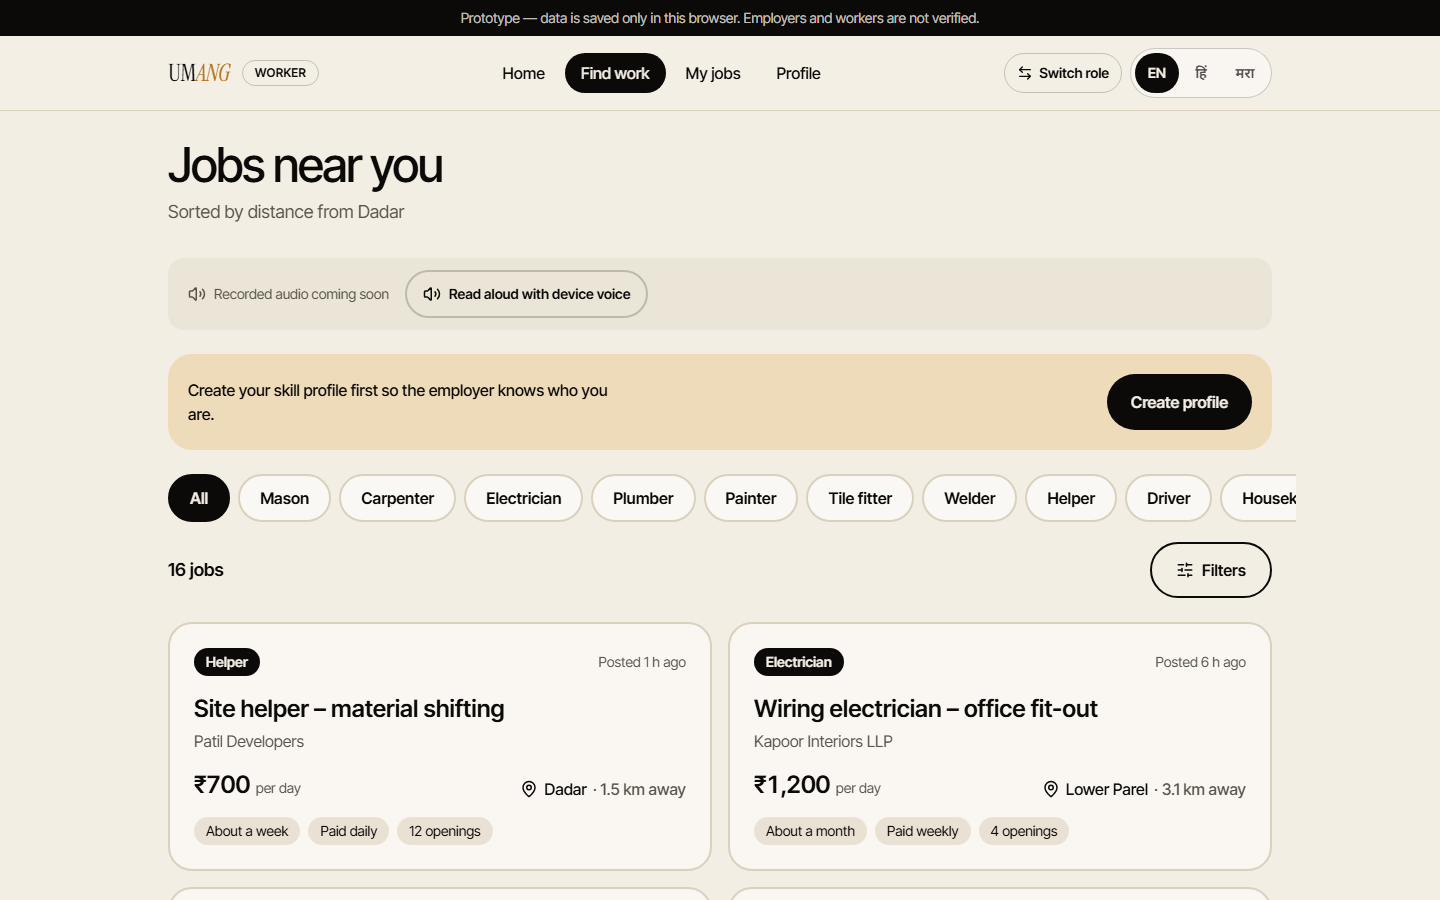 Prototype — data is saved only in this browser. Employers and workers are not verified.
UMANG WORKER Home Find work My jobs Profile Switch role EN हिं मरा
Jobs near you
Sorted by distance from Dadar
Recorded audio coming soon Read aloud with device voice
Create your skill profile first so the employer knows who you
are.
Create profile
All Mason Carpenter Electrician Plumber Painter Tile fitter Welder Helper Driver Housek
16 jobs Filters
Helper Posted 1 h ago
Site helper – material shifting
Patil Developers
₹700 per day Dadar · 1.5 km away
About a week Paid daily 12 openings
Electrician Posted 6 h ago
Wiring electrician – office fit-out
Kapoor Interiors LLP
₹1,200 per day Lower Parel · 3.1 km away
About a month Paid weekly 4 openings